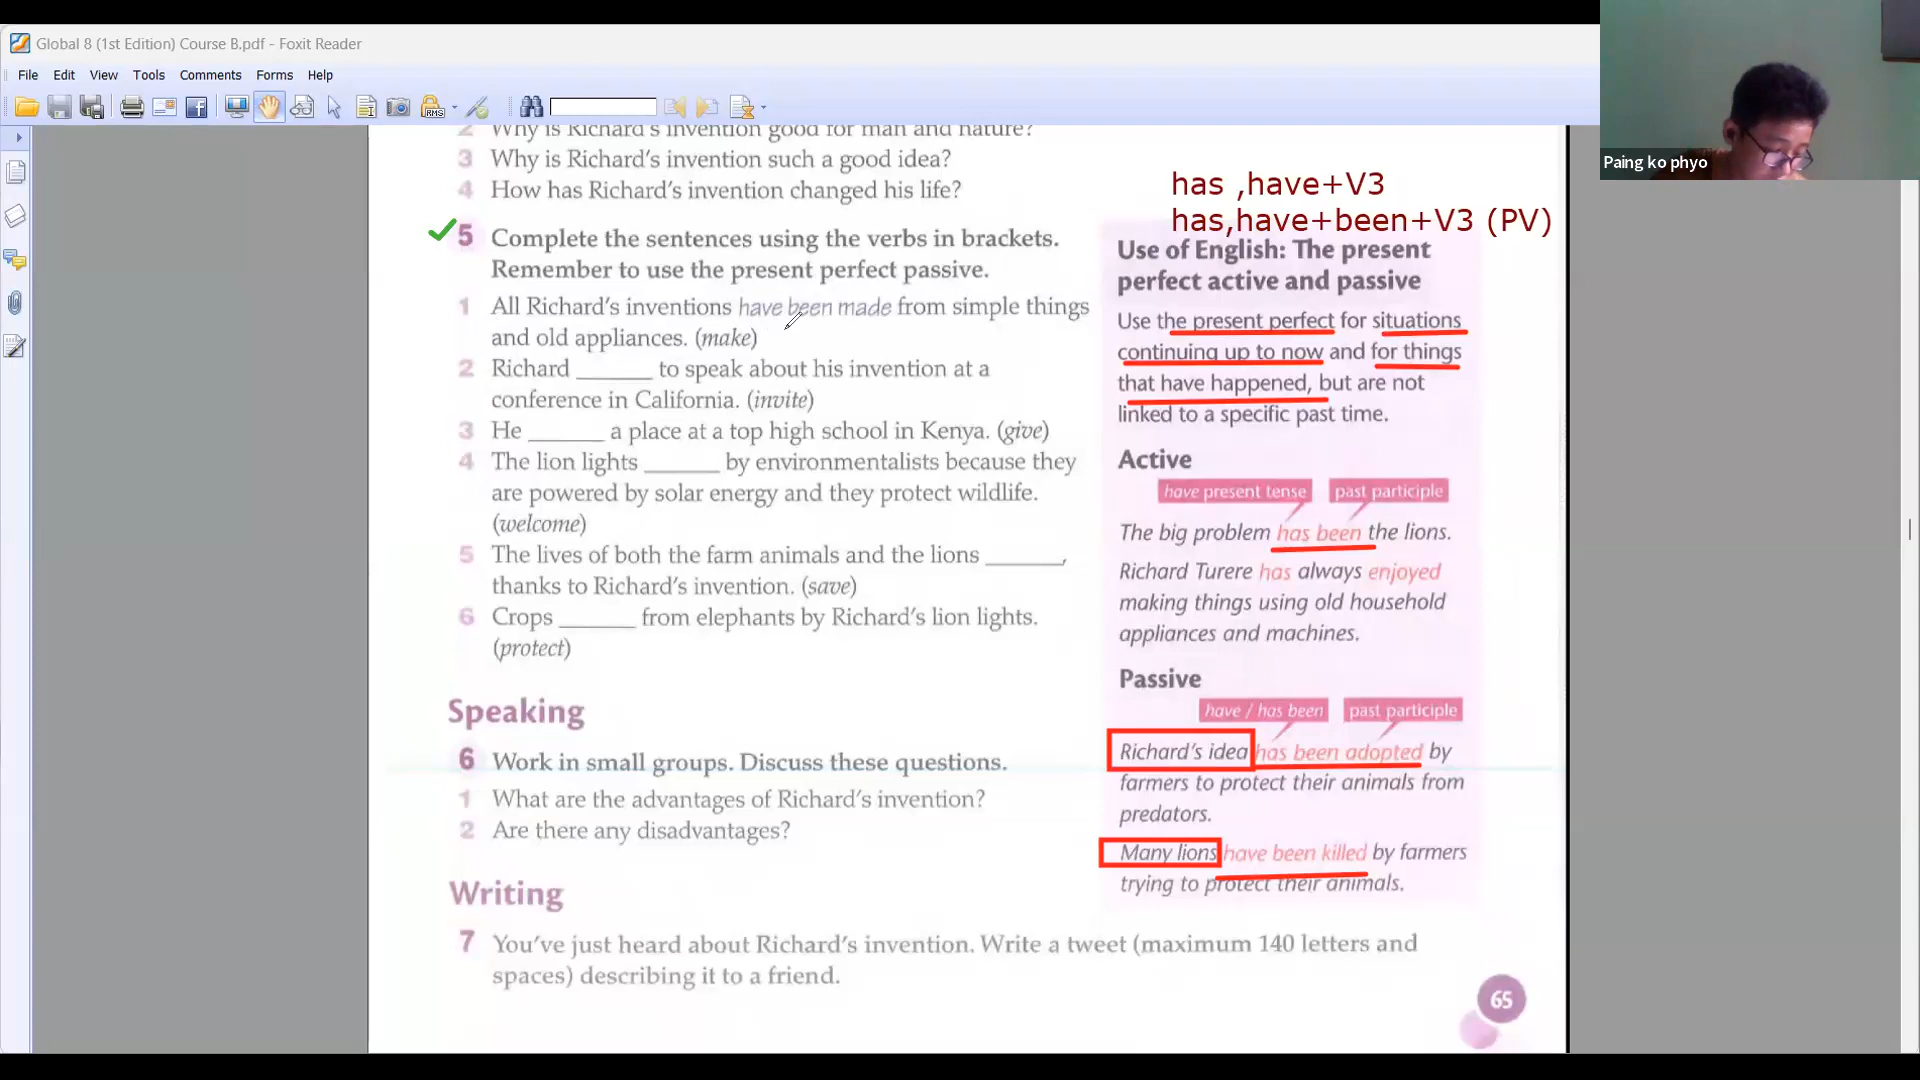 Global 8 (1st Edition) Course B.pdf - Foxit Reader
File Edit View Tools Comments Forms Help
RMS
Paing ko phyo
2 Why is Richard's invention good for man and nature?
3 Why is Richard's invention such a good idea?
4 How has Richard's invention changed his life?
5 Complete the sentences using the verbs in brackets.
Remember to use the present perfect passive.
1 All Richard's inventions have been made from simple things
and old appliances. (make)
2 Richard ______ to speak about his invention at a
conference in California. (invite)
3 He ______ a place at a top high school in Kenya. (give)
4 The lion lights ______ by environmentalists because they
are powered by solar energy and they protect wildlife.
(welcome)
5 The lives of both the farm animals and the lions ______,
thanks to Richard's invention. (save)
6 Crops ______ from elephants by Richard's lion lights.
(protect)
Speaking
6 Work in small groups. Discuss these questions.
1 What are the advantages of Richard's invention?
2 Are there any disadvantages?
Writing
7 You've just heard about Richard's invention. Write a tweet (maximum 140 letters and
spaces) describing it to a friend.
has ,have+V3
has,have+been+V3 (PV)
Use of English: The present
perfect active and passive
Use the present perfect for situations
continuing up to now and for things
that have happened, but are not
linked to a specific past time.
Active
have present tense past participle
The big problem has been the lions.
Richard Turere has always enjoyed
making things using old household
appliances and machines.
Passive
have / has been past participle
Richard's idea has been adopted by
farmers to protect their animals from
predators.
Many lions have been killed by farmers
trying to protect their animals.
65